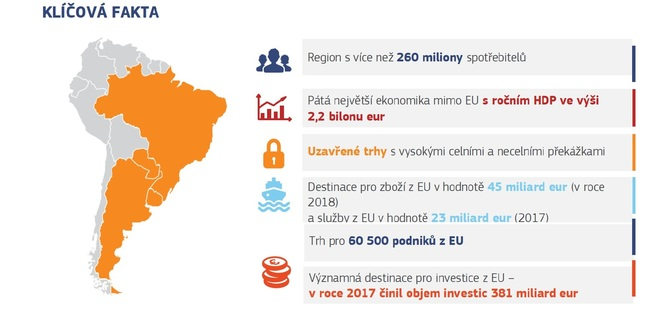 KLÍČOVÁ FAKTA
Region s více než 260 miliony spotřebitelů
Pátá největší ekonomika mimo EU s ročním HDP ve výši
2,2 bilonu eur
Uzavřené trhy s vysokými celními a necelními překážkami
Destinace pro zboží z EU v hodnotě 45 miliard eur (v roce
2018)
a služby z EU v hodnotě 23 miliard eur (2017)
Trh pro 60 500 podniků z EU
Významná destinace pro investice z EU –
v roce 2017 činil objem investic 381 miliard eur